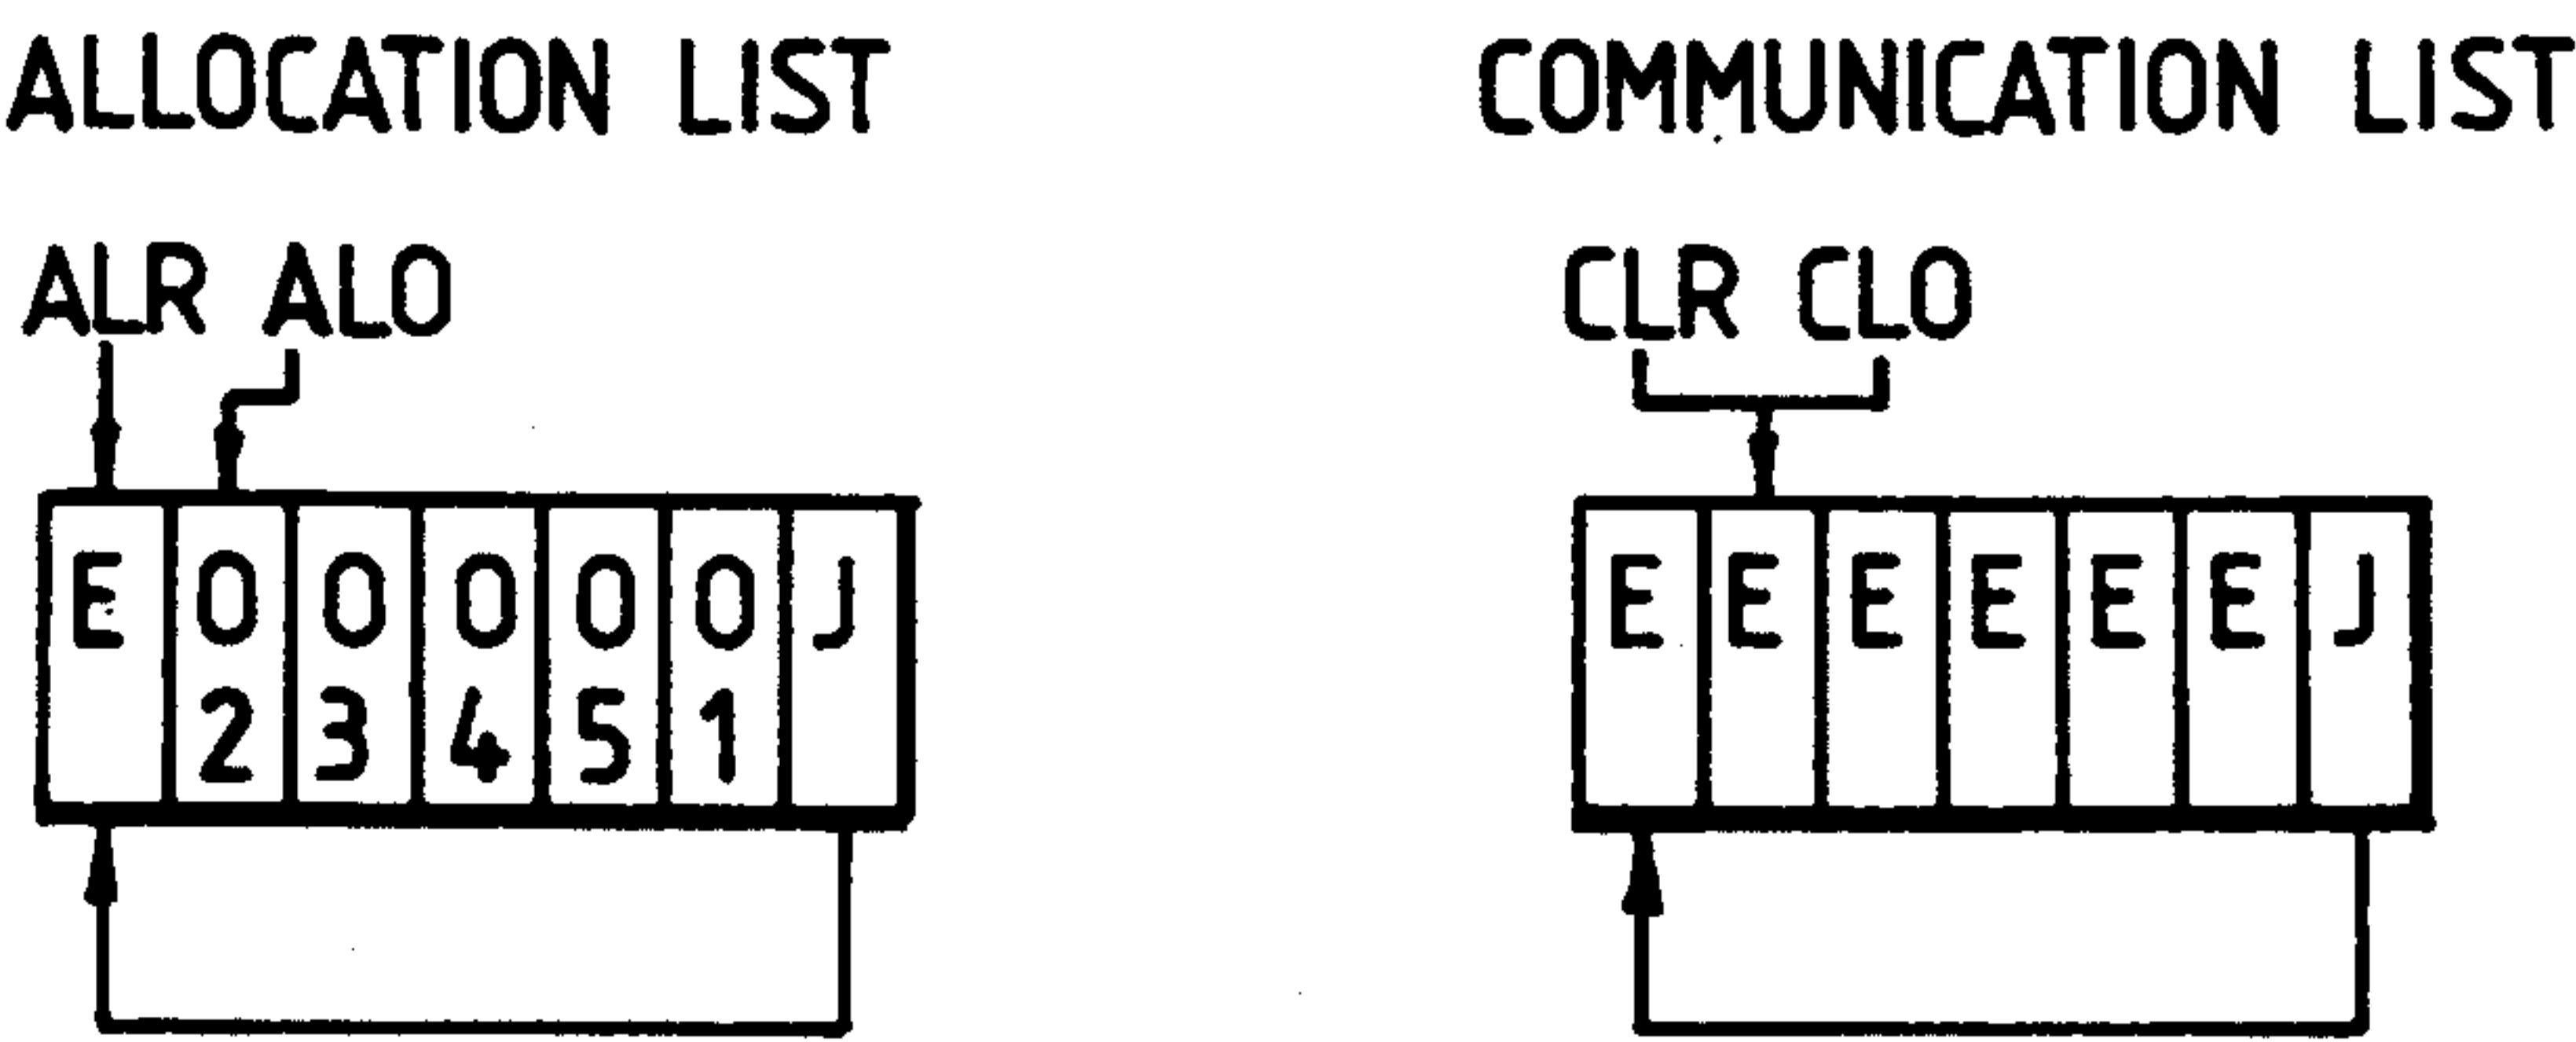 ALLOCATION LIST COMMUNICATION LIST
ALR ALO CLR CLO
E O O O O O J E E E E E E J
2 3 4 5 1